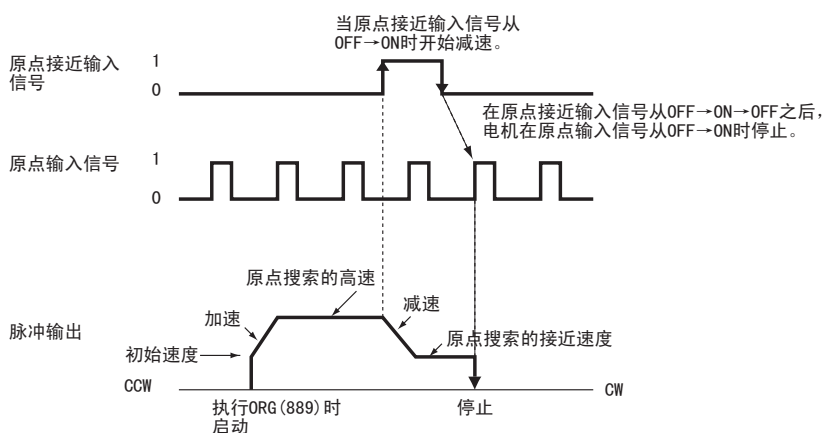 当原点接近输入信号从
OFF→ON时开始减速。
原点接近输入
信号
1
0
在原点接近输入信号从OFF→ON→OFF之后，
电机在原点输入信号从OFF→ON时停止。
原点输入信号
1
0
原点搜索的高速
减速
加速
脉冲输出
原点搜索的接近速度
初始速度
CCW
CW
执行ORG(889)时
启动
停止